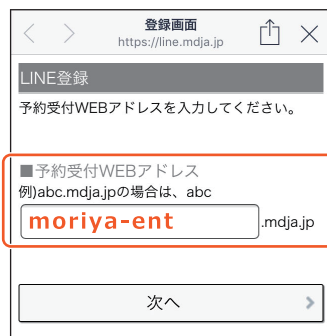 登録画面
https://line.mdja.jp
LINE登録
予約受付WEBアドレスを入力してください。
■予約受付WEBアドレス
例)abc.mdja.jpの場合は、abc
moriya-ent .mdja.jp
次へ